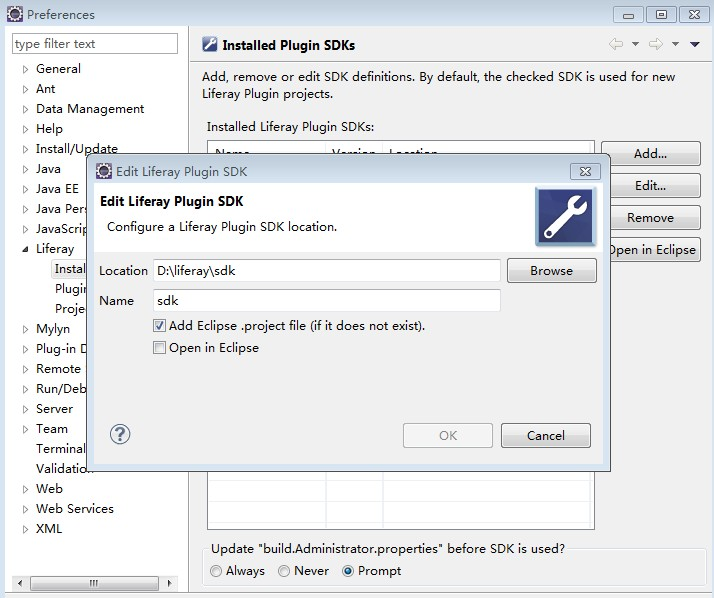 Preferences
type filter text
General
Ant
Data Management
Help
Install/Update
Java
Java EE
Java Pers
JavaScrip
Liferay
Instal
Plugin
Projec
Mylyn
Plug-in D
Remote
Run/Deb
Server
Team
Terminal
Validatio
Web
Web Services
XML
Installed Plugin SDKs
Add, remove or edit SDK definitions. By default, the checked SDK is used for new
Liferay Plugin projects.
Installed Liferay Plugin SDKs:
Name Version Location
Add...
Edit...
Remove
Open in Eclipse
Edit Liferay Plugin SDK
Edit Liferay Plugin SDK
Configure a Liferay Plugin SDK location.
Location D:\liferay\sdk Browse
Name sdk
Add Eclipse .project file (if it does not exist).
Open in Eclipse
?
OK Cancel
Update "build.Administrator.properties" before SDK is used?
Always Never Prompt